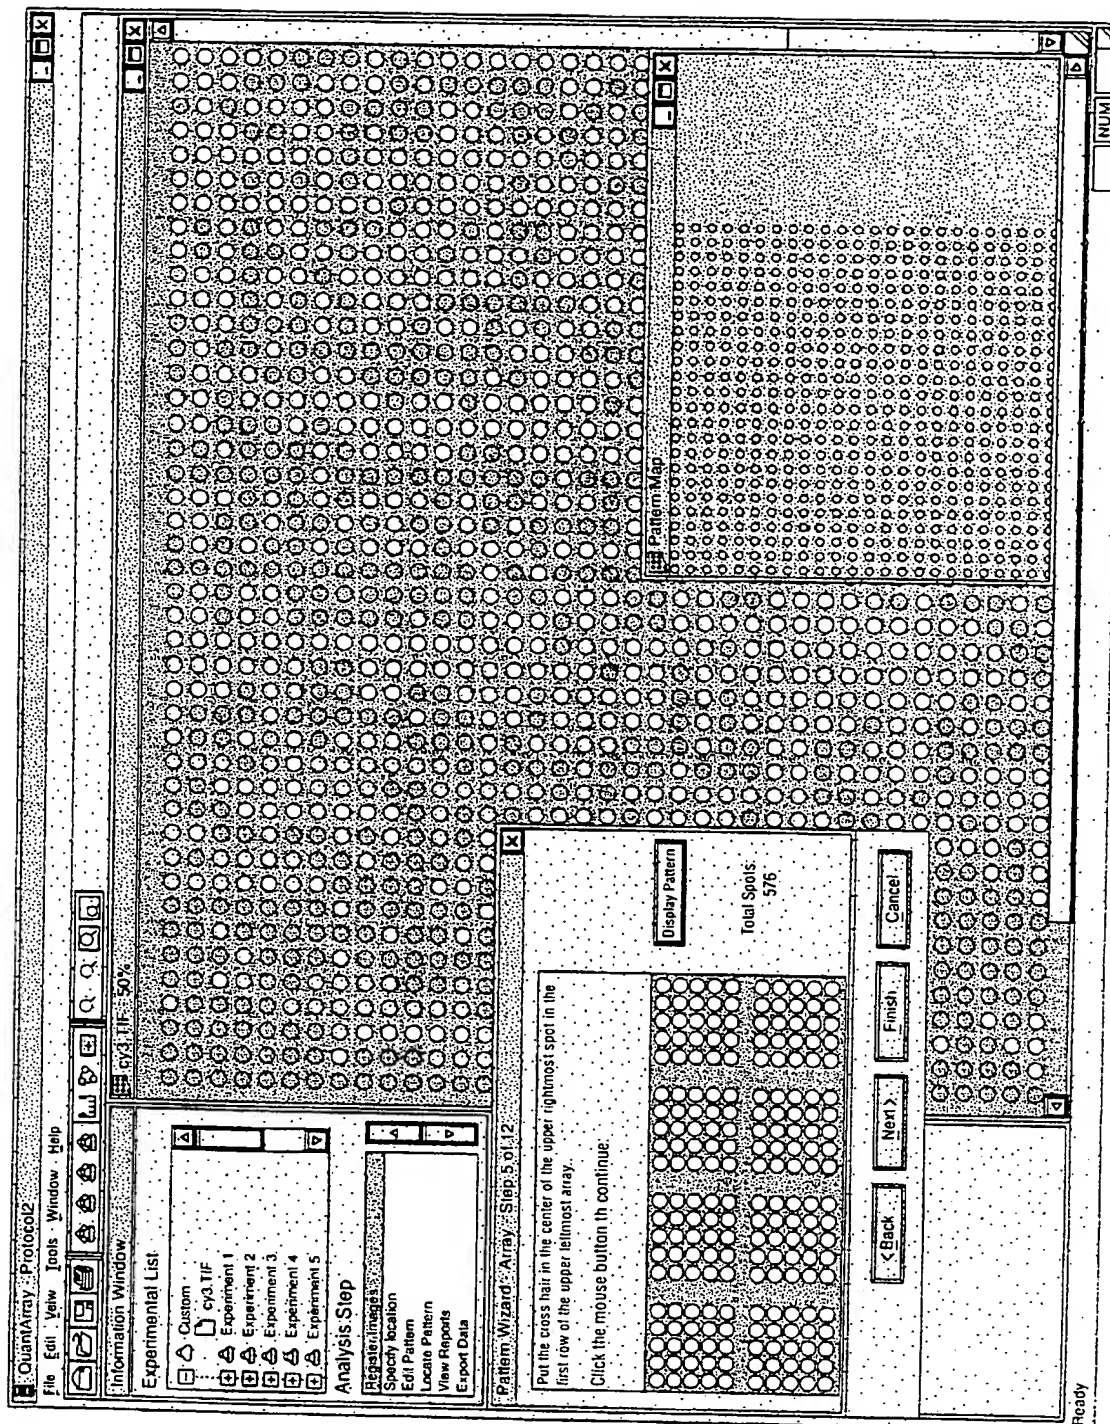 QuantArray - Protocol2
File Edit Veiw Tools Window Help
Information Window
Experimental List
Custom
cy3.TIF
Experiment 1
Experiment 2
Experiment 3
Experiment 4
Experiment 5
Analysis Step
Register Images
Specify location
Edit Pattern
Locate Pattern
View Reports
Export Data
cy3.TIF 50%
Pattern Map
Pattern Wizard - Array - Step 5 of 12
Put the cross hair in the center of the upper rightmost spot in the
first row of the upper leftmost array.
Click the mouse button th continue.
Display Pattern
Total Spots:
576
< Back
Next >
Finish
Cancel
Ready
NUM